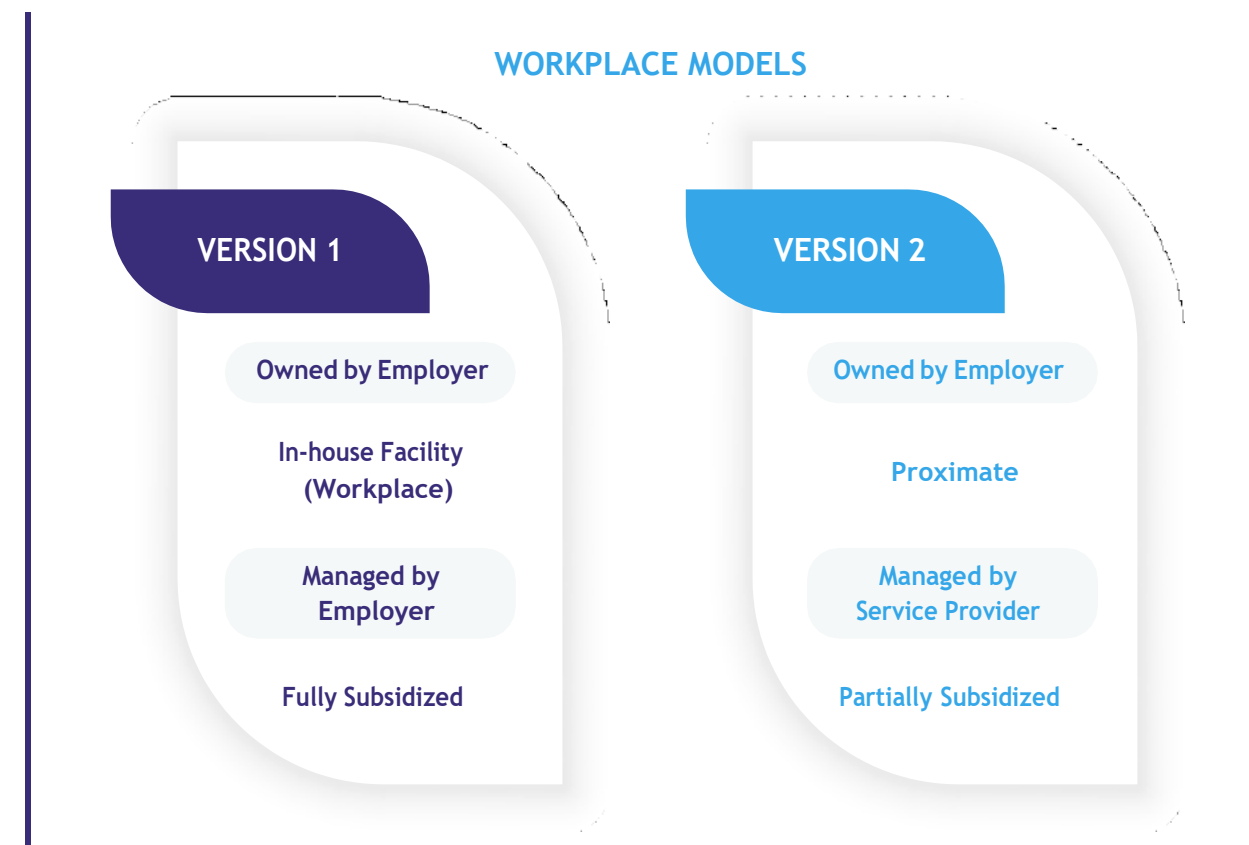 WORKPLACE MODELS
VERSION 1
Owned by Employer
In-house Facility
(Workplace)
Managed by
Employer
Fully Subsidized
VERSION 2
Owned by Employer
Proximate
Managed by
Service Provider
Partially Subsidized